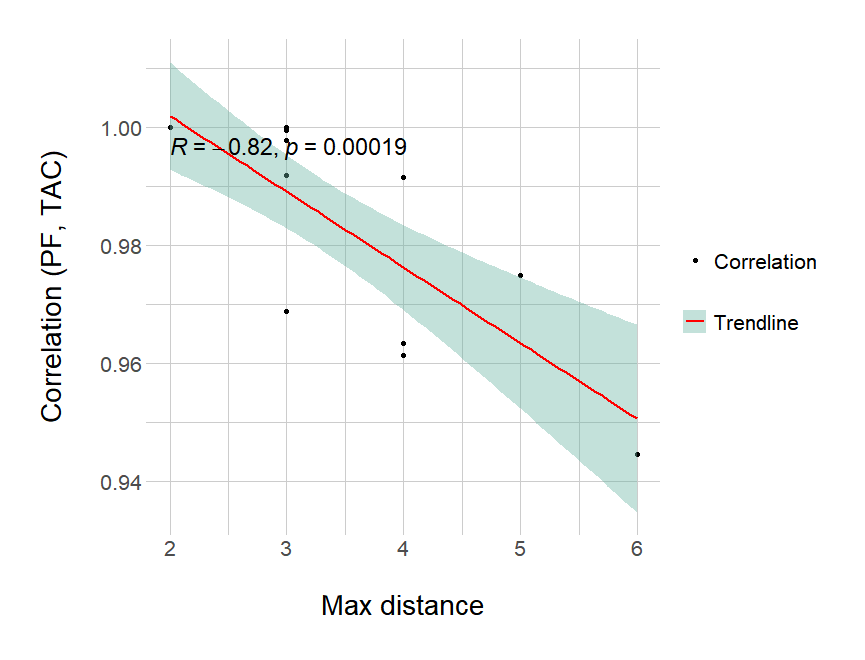 1.00
0.98
0.96
0.94
R = −0.82, p = 0.00019
Correlation (PF, TAC)
2 3 4 5 6
Max distance
Correlation
Trendline